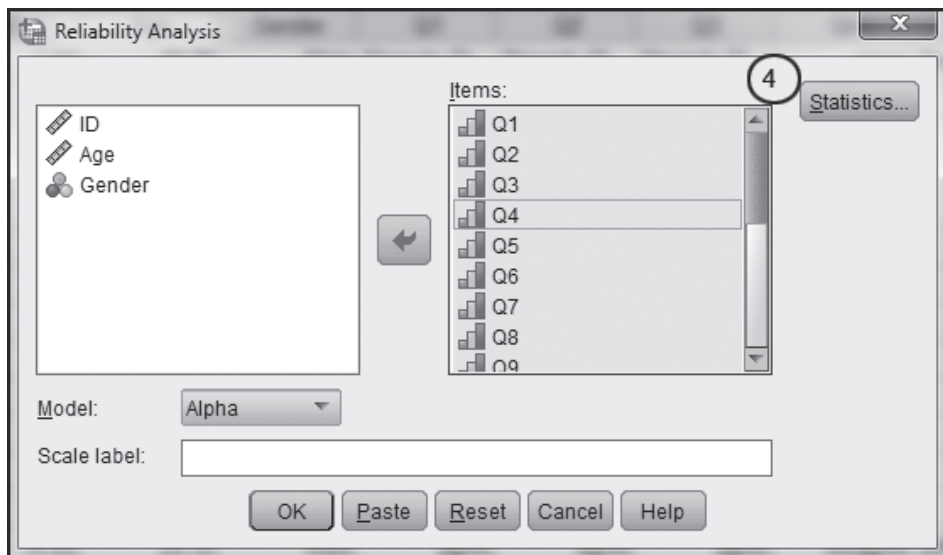 Reliability Analysis
ID
Age
Gender
Items:
Q1
Q2
Q3
Q4
Q5
Q6
Q7
Q8
Q9
4
Statistics...
Model:
Alpha
Scale label:
OK
Paste
Reset
Cancel
Help